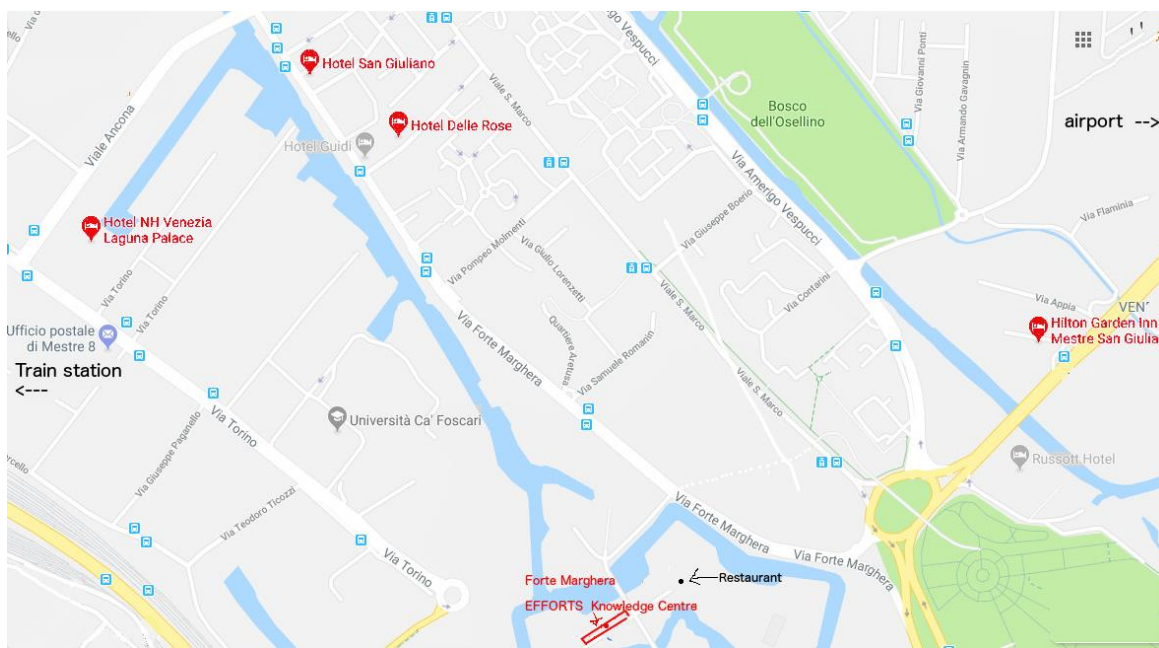 Via Giovanni Ponti
Via Armando Gavagnin
Viale S. Marco
Via Amerigo Vespucci
Hotel San Giuliano
Bosco
dell'Osellino
airport -->
Viale Ancona
Hotel Delle Rose
Hotel Guidi
Via Amerigo Vespucci
Hotel NH Venezia
Laguna Palace
Via Giuseppe Boerio
Via Flaminia
Via Pompeo Molmenti
Via Giulio Lorenzetti
Via Torino
Via Torino
Viale S. Marco
Via Contarini
Via Appia
VEN
Ufficio postale
di Mestre 8
Hilton Garden Inn
Mestre San Giulia
Via Forte Marghera
Quartiere Aretusa
Via Samuele Romanin
Train station
<---
Viale S. Marco
Via Giuseppe Paganello
Via Torino
Università Ca' Foscari
Russott Hotel
Via Teodoro Ticozzi
Via Forte Marghera
Via Forte Marghera
Via Torino
Forte Marghera
Restaurant
EFFORTS Knowledge Centre